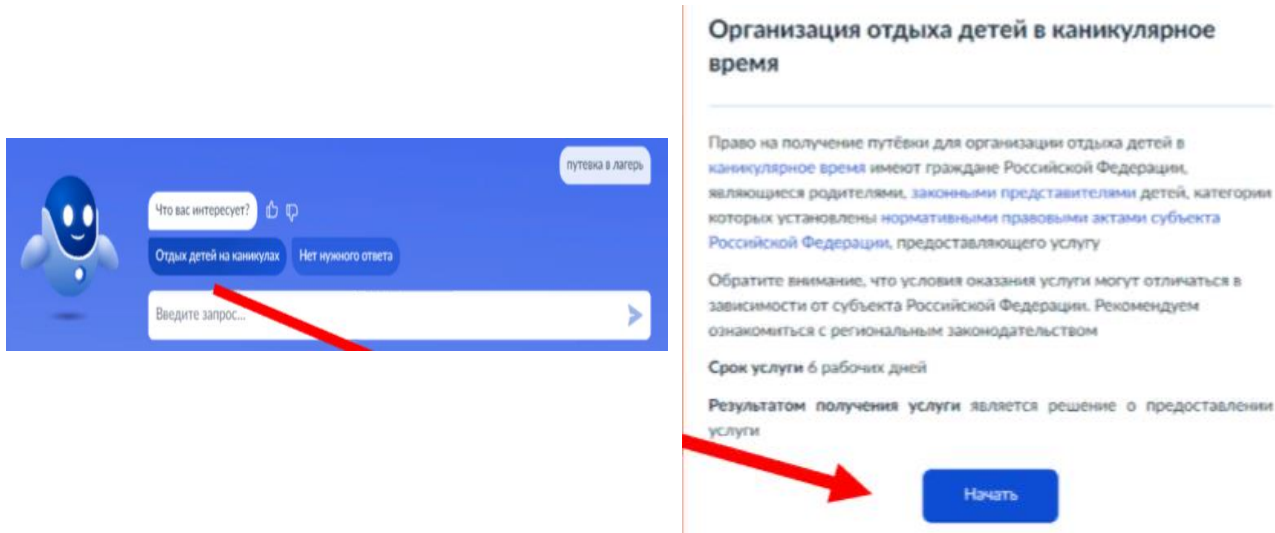 путевка в лагерь
Что вас интересует?
Отдых детей на каникулах
Нет нужного ответа
Введите запрос...
Организация отдыха детей в каникулярное
время
Право на получение путёвки для организации отдыха детей в
каникулярное время имеют граждане Российской Федерации,
являющиеся родителями, законными представителями детей, категории
которых установлены нормативными правовыми актами субъекта
Российской Федерации, предоставляющего услугу
Обратите внимание, что условия оказания услуги могут отличаться в
зависимости от субъекта Российской Федерации. Рекомендуем
ознакомиться с региональным законодательством
Срок услуги 6 рабочих дней
Результатом получения услуги является решение о предоставлении
услуги
Начать